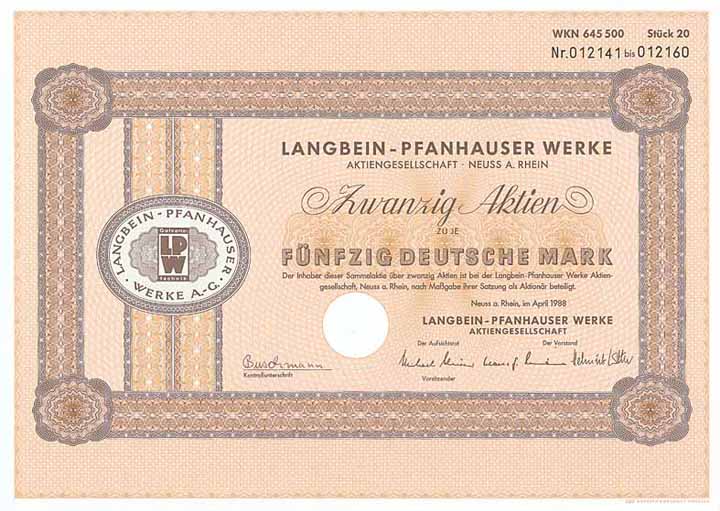 WKN 645 500 Stück 20
Nr.012141 bis 012160
LANGBEIN-PFANHAUSER WERKE
AKTIENGESELLSCHAFT · NEUSS A. RHEIN
Zwanzig Aktien
ZU JE
FÜNFZIG DEUTSCHE MARK
Der Inhaber dieser Sammelaktie über zwanzig Aktien ist bei der Langbein-Pfanhauser Werke Aktien-
gesellschaft, Neuss a. Rhein, nach Maßgabe ihrer Satzung als Aktionär beteiligt.
Neuss a. Rhein, im April 1988
LANGBEIN-PFANHAUSER WERKE
AKTIENGESELLSCHAFT
Der Aufsichtsrat Der Vorstand
Buschmann
Kontrollunterschrift
Vorsitzender
LANGBEIN-PFANHAUSER
Galvano
LPW
technik
WERKE A.-G.